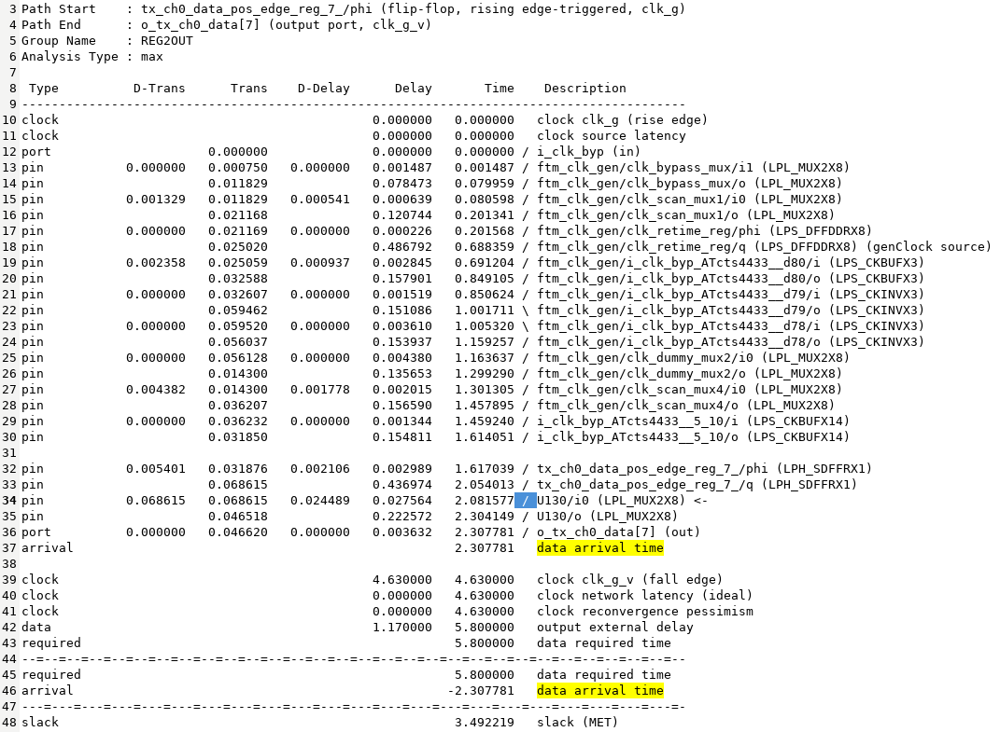 3 Path Start    : tx_ch0_data_pos_edge_reg_7_/phi (flip-flop, rising edge-triggered, clk_g)
4 Path End      : o_tx_ch0_data[7] (output port, clk_g_v)
5 Group Name    : REG2OUT
6 Analysis Type : max
7
8  Type          D-Trans      Trans    D-Delay      Delay       Time    Description
9 -----------------------------------------------------------------------------------------
10 clock                                          0.000000   0.000000   clock clk_g (rise edge)
11 clock                                          0.000000   0.000000   clock source latency
12 port                     0.000000              0.000000   0.000000 / i_clk_byp (in)
13 pin           0.000000   0.000750   0.000000   0.001487   0.001487 / ftm_clk_gen/clk_bypass_mux/i1 (LPL_MUX2X8)
14 pin                      0.011829              0.078473   0.079959 / ftm_clk_gen/clk_bypass_mux/o (LPL_MUX2X8)
15 pin           0.001329   0.011829   0.000541   0.000639   0.080598 / ftm_clk_gen/clk_scan_mux1/i0 (LPL_MUX2X8)
16 pin                      0.021168              0.120744   0.201341 / ftm_clk_gen/clk_scan_mux1/o (LPL_MUX2X8)
17 pin           0.000000   0.021169   0.000000   0.000226   0.201568 / ftm_clk_gen/clk_retime_reg/phi (LPS_DFFDDRX8)
18 pin                      0.025020              0.486792   0.688359 / ftm_clk_gen/clk_retime_reg/q (LPS_DFFDDRX8) (genClock source)
19 pin           0.002358   0.025059   0.000937   0.002845   0.691204 / ftm_clk_gen/i_clk_byp_ATcts4433__d80/i (LPS_CKBUFX3)
20 pin                      0.032588              0.157901   0.849105 / ftm_clk_gen/i_clk_byp_ATcts4433__d80/o (LPS_CKBUFX3)
21 pin           0.000000   0.032607   0.000000   0.001519   0.850624 / ftm_clk_gen/i_clk_byp_ATcts4433__d79/i (LPS_CKINVX3)
22 pin                      0.059462              0.151086   1.001711 \ ftm_clk_gen/i_clk_byp_ATcts4433__d79/o (LPS_CKINVX3)
23 pin           0.000000   0.059520   0.000000   0.003610   1.005320 \ ftm_clk_gen/i_clk_byp_ATcts4433__d78/i (LPS_CKINVX3)
24 pin                      0.056037              0.153937   1.159257 / ftm_clk_gen/i_clk_byp_ATcts4433__d78/o (LPS_CKINVX3)
25 pin           0.000000   0.056128   0.000000   0.004380   1.163637 / ftm_clk_gen/clk_dummy_mux2/i0 (LPL_MUX2X8)
26 pin                      0.014300              0.135653   1.299290 / ftm_clk_gen/clk_dummy_mux2/o (LPL_MUX2X8)
27 pin           0.004382   0.014300   0.001778   0.002015   1.301305 / ftm_clk_gen/clk_scan_mux4/i0 (LPL_MUX2X8)
28 pin                      0.036207              0.156590   1.457895 / ftm_clk_gen/clk_scan_mux4/o (LPL_MUX2X8)
29 pin           0.000000   0.036232   0.000000   0.001344   1.459240 / i_clk_byp_ATcts4433__5_10/i (LPS_CKBUFX14)
30 pin                      0.031850              0.154811   1.614051 / i_clk_byp_ATcts4433__5_10/o (LPS_CKBUFX14)
31
32 pin           0.005401   0.031876   0.002106   0.002989   1.617039 / tx_ch0_data_pos_edge_reg_7_/phi (LPH_SDFFRX1)
33 pin                      0.068615              0.436974   2.054013 / tx_ch0_data_pos_edge_reg_7_/q (LPH_SDFFRX1)
34 pin           0.068615   0.068615   0.024489   0.027564   2.081577 / U130/i0 (LPL_MUX2X8) <-
35 pin                      0.046518              0.222572   2.304149 / U130/o (LPL_MUX2X8)
36 port          0.000000   0.046620   0.000000   0.003632   2.307781 / o_tx_ch0_data[7] (out)
37 arrival                                                   2.307781   data arrival time
38
39 clock                                          4.630000   4.630000   clock clk_g_v (fall edge)
40 clock                                          0.000000   4.630000   clock network latency (ideal)
41 clock                                          0.000000   4.630000   clock reconvergence pessimism
42 data                                           1.170000   5.800000   output external delay
43 required                                                  5.800000   data required time
44 --=--=--=--=--=--=--=--=--=--=--=--=--=--=--=--=--=--=--=--=--=--=--=--=--=--=--=--=--=--
45 required                                                  5.800000   data required time
46 arrival                                                  -2.307781   data arrival time
47 ---=---=---=---=---=---=---=---=---=---=---=---=---=---=---=---=---=---=---=---=---=---=-
48 slack                                                     3.492219   slack (MET)